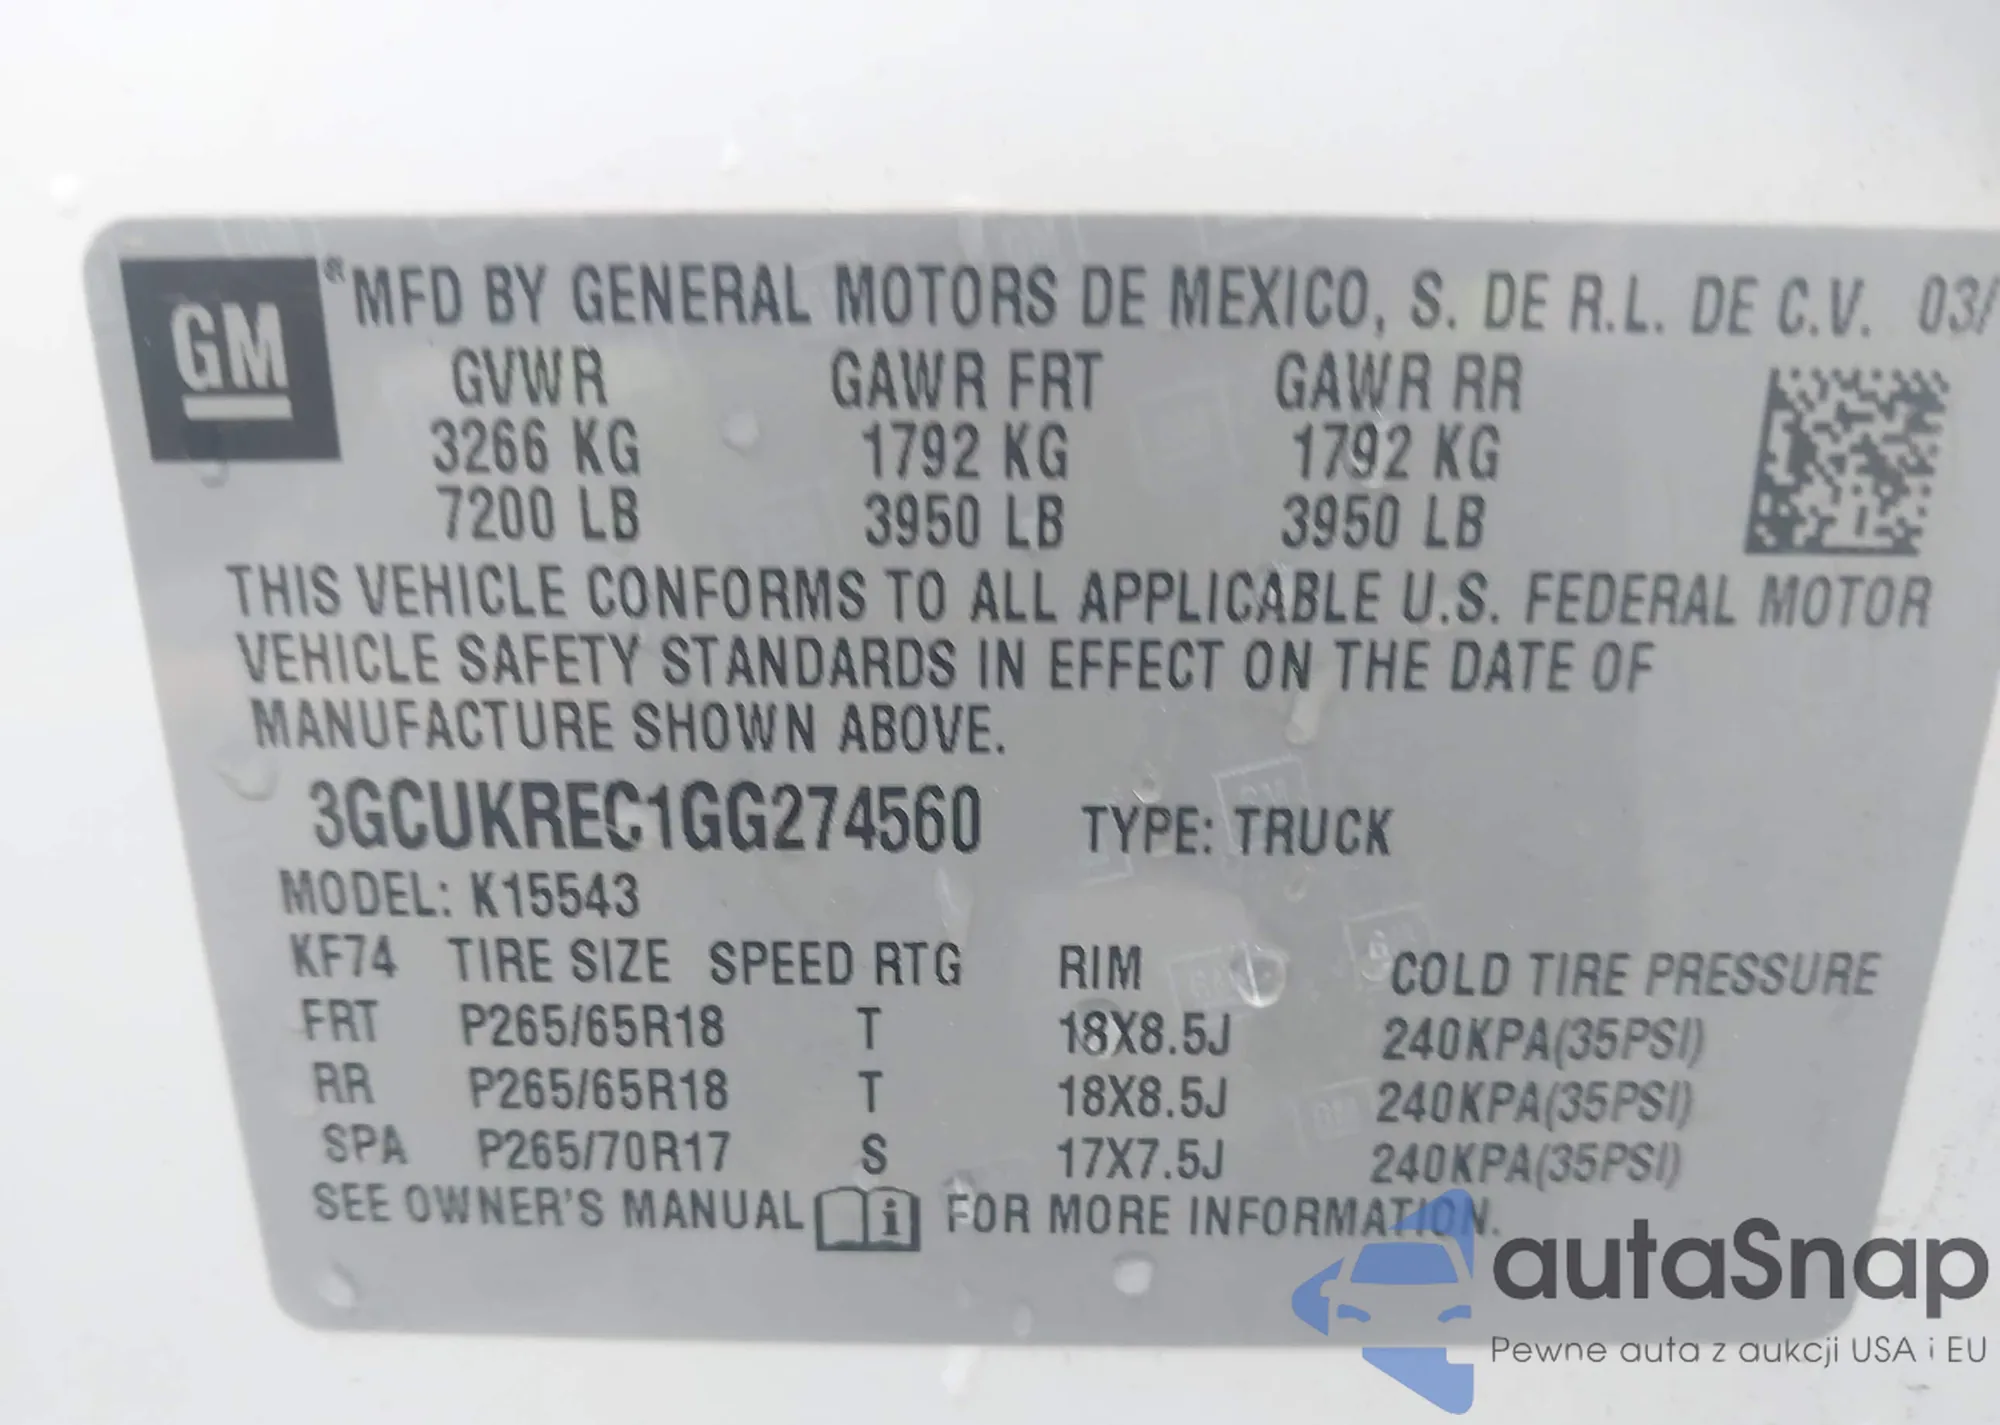 GM ® MFD BY GENERAL MOTORS DE MEXICO, S. DE R.L. DE C.V. 03/
GVWR GAWR FRT GAWR RR
3266 KG 1792 KG 1792 KG
7200 LB 3950 LB 3950 LB
THIS VEHICLE CONFORMS TO ALL APPLICABLE U.S. FEDERAL MOTOR
VEHICLE SAFETY STANDARDS IN EFFECT ON THE DATE OF
MANUFACTURE SHOWN ABOVE.
3GCUKREC1GG274560 TYPE: TRUCK
MODEL: K15543
KF74 TIRE SIZE SPEED RTG RIM COLD TIRE PRESSURE
FRT P265/65R18 T 18X8.5J 240KPA(35PSI)
RR P265/65R18 T 18X8.5J 240KPA(35PSI)
SPA P265/70R17 S 17X7.5J 240KPA(35PSI)
SEE OWNER'S MANUAL i FOR MORE INFORMATION.
autaSnap
Pewne auta z aukcji USA i EU